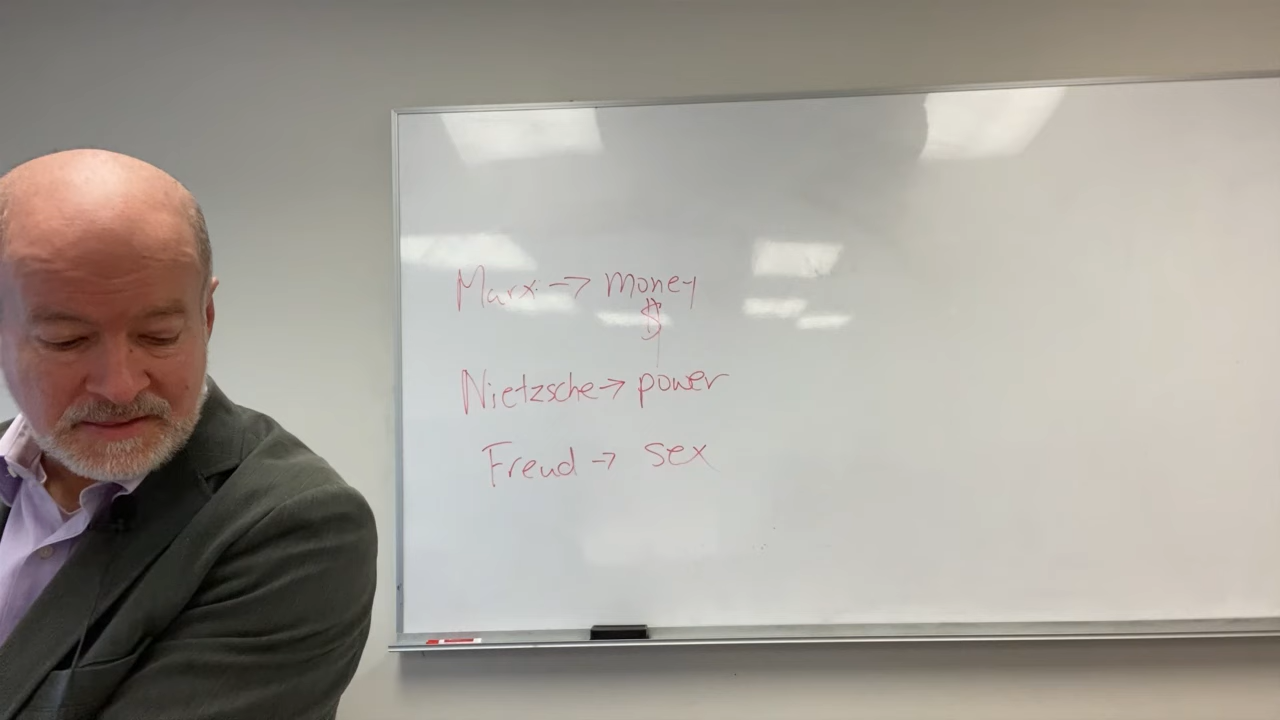 Marx → money
$
Nietzsche → power
Freud → sex